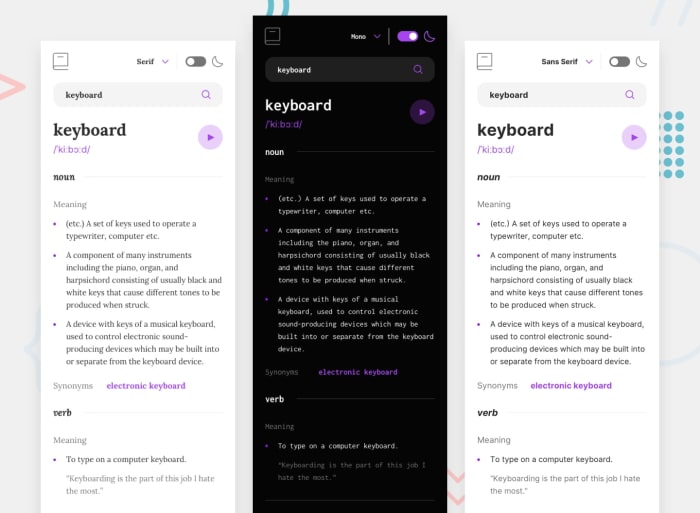 Serif
keyboard
keyboard
/ˈkiːbɔːd/
noun
Meaning
(etc.) A set of keys used to operate a
typewriter, computer etc.
A component of many instruments
including the piano, organ, and
harpsichord consisting of usually black and
white keys that cause different tones to be
produced when struck.
A device with keys of a musical keyboard,
used to control electronic sound-
producing devices which may be built into
or separate from the keyboard device.
Synonyms electronic keyboard
verb
Meaning
To type on a computer keyboard.
“Keyboarding is the part of this job I hate
the most.”
Mono
keyboard
keyboard
/ˈkiːbɔːd/
noun
Meaning
(etc.) A set of keys used to operate a
typewriter, computer etc.
A component of many instruments
including the piano, organ, and
harpsichord consisting of usually black
and white keys that cause different
tones to be produced when struck.
A device with keys of a musical
keyboard, used to control electronic
sound-producing devices which may be
built into or separate from the keyboard
device.
Synonyms electronic keyboard
verb
Meaning
To type on a computer keyboard.
“Keyboarding is the part of this job I
hate the most.”
Sans Serif
keyboard
keyboard
/ˈkiːbɔːd/
noun
Meaning
(etc.) A set of keys used to operate a
typewriter, computer etc.
A component of many instruments
including the piano, organ, and
harpsichord consisting of usually black
and white keys that cause different tones
to be produced when struck.
A device with keys of a musical keyboard,
used to control electronic sound-
producing devices which may be built into
or separate from the keyboard device.
Synonyms electronic keyboard
verb
Meaning
To type on a computer keyboard.
“Keyboarding is the part of this job I hate
the most.”